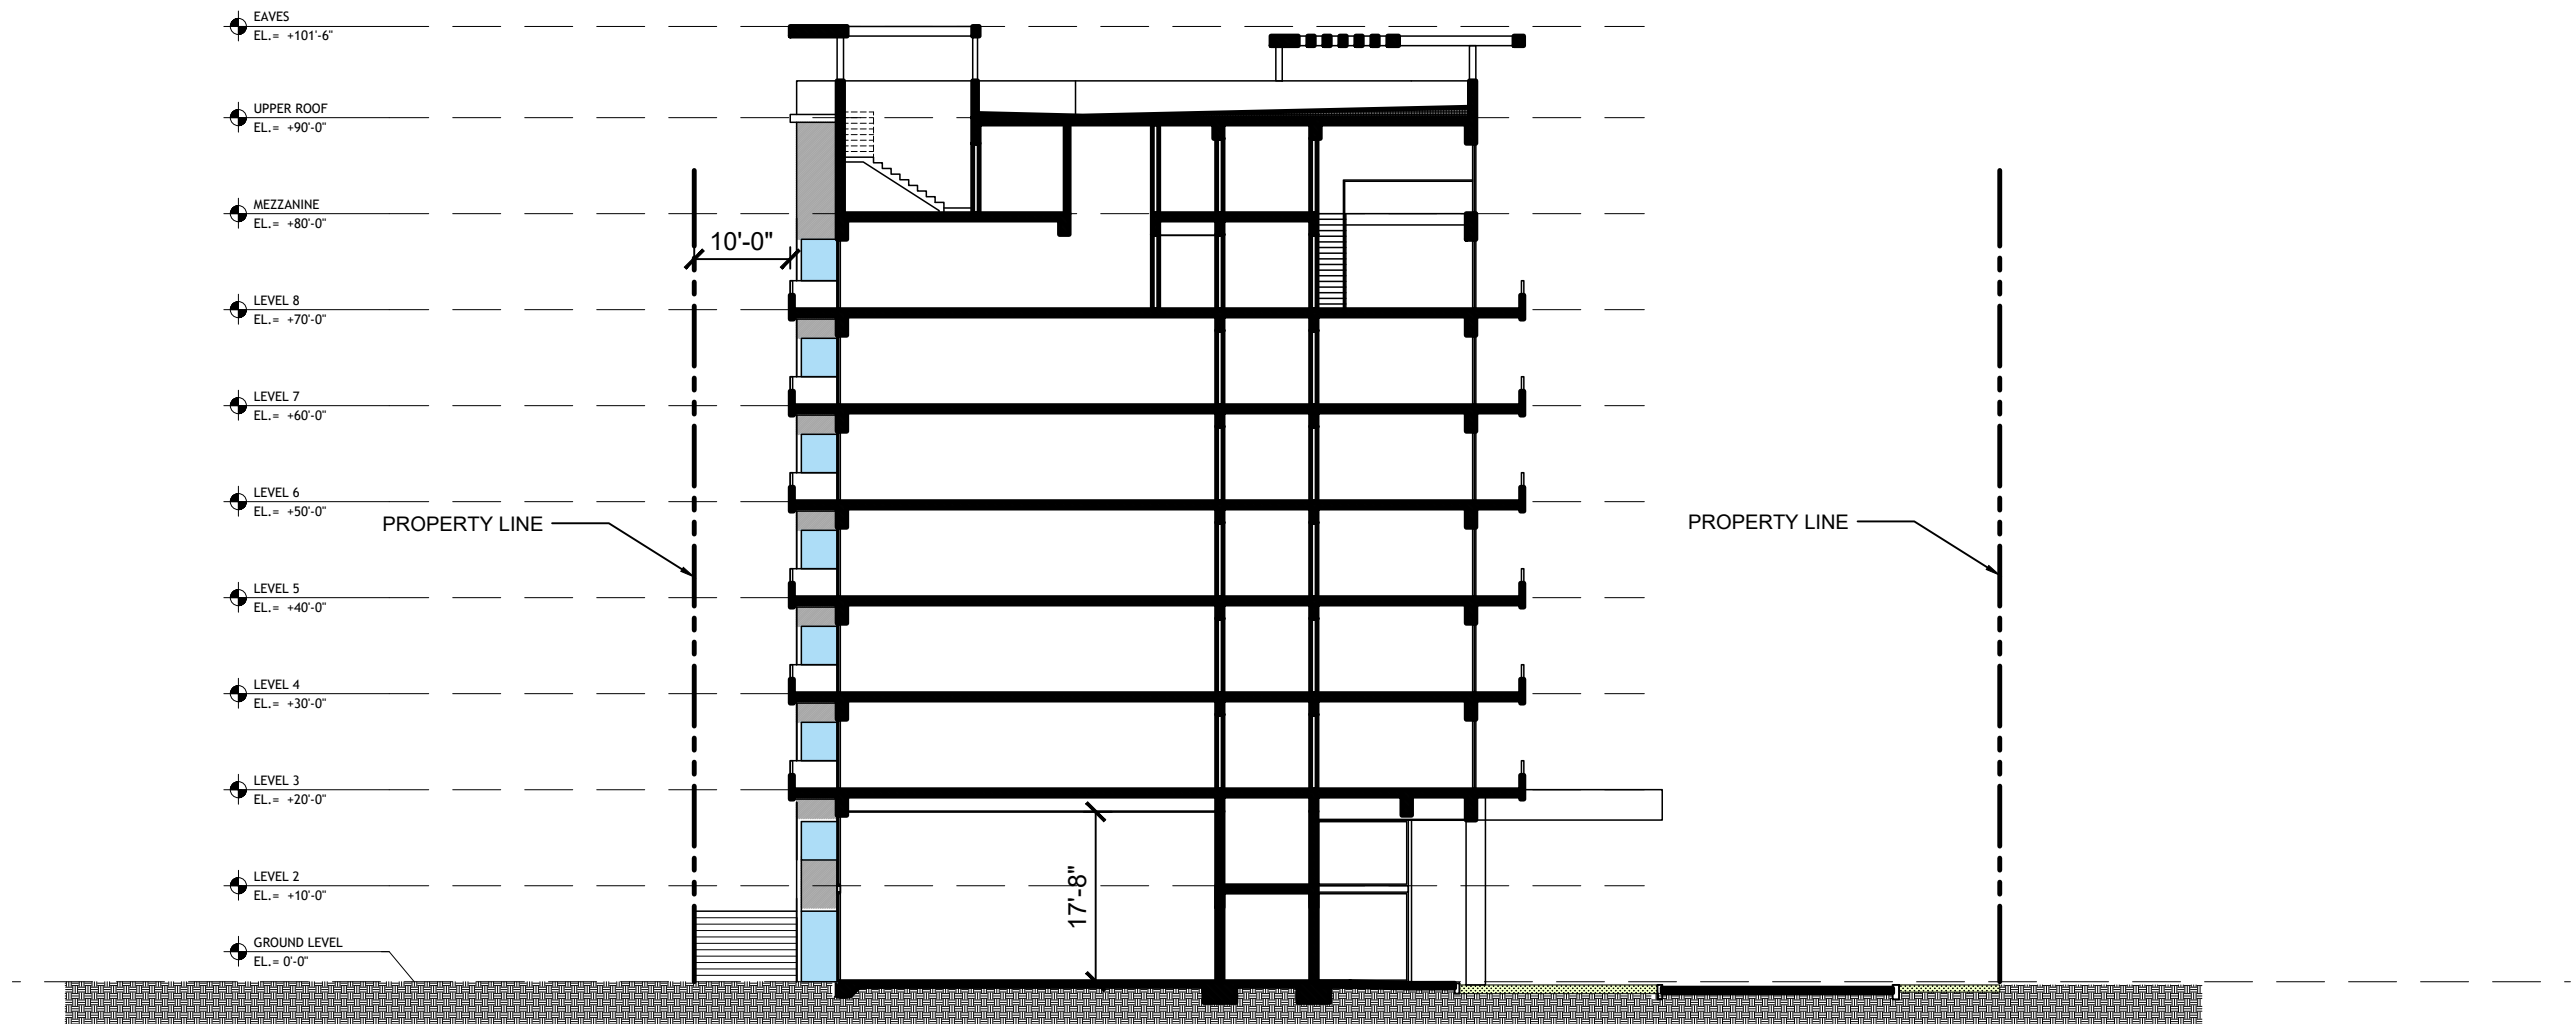 EAVES
EL.= +101'-6"
UPPER ROOF
EL.= +90'-0"
MEZZANINE
EL.= +80'-0"
10'-0"
LEVEL 8
EL.= +70'-0"
LEVEL 7
EL.= +60'-0"
LEVEL 6
EL.= +50'-0"
PROPERTY LINE
PROPERTY LINE
LEVEL 5
EL.= +40'-0"
LEVEL 4
EL.= +30'-0"
LEVEL 3
EL.= +20'-0"
LEVEL 2
EL.= +10'-0"
17'-8"
GROUND LEVEL
EL.= 0'-0"